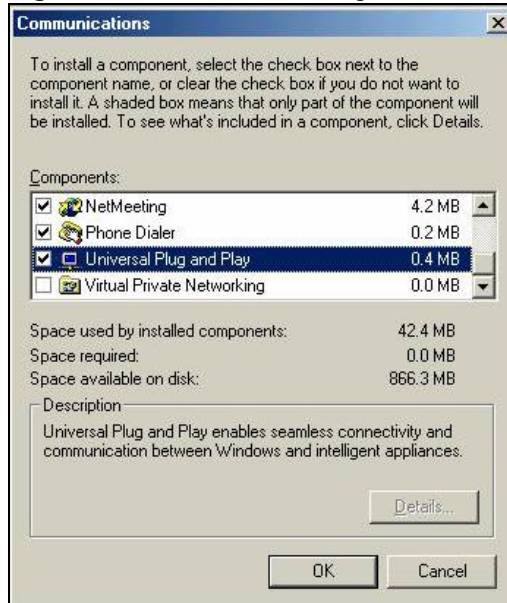 Communications
To install a component, select the check box next to the
component name, or clear the check box if you do not want to
install it. A shaded box means that only part of the component will
be installed. To see what's included in a component, click Details.
Components:
NetMeeting 4.2 MB
Phone Dialer 0.2 MB
Universal Plug and Play 0.4 MB
Virtual Private Networking 0.0 MB
Space used by installed components: 42.4 MB
Space required: 0.0 MB
Space available on disk: 866.3 MB
Description
Universal Plug and Play enables seamless connectivity and
communication between Windows and intelligent appliances.
Details...
OK Cancel